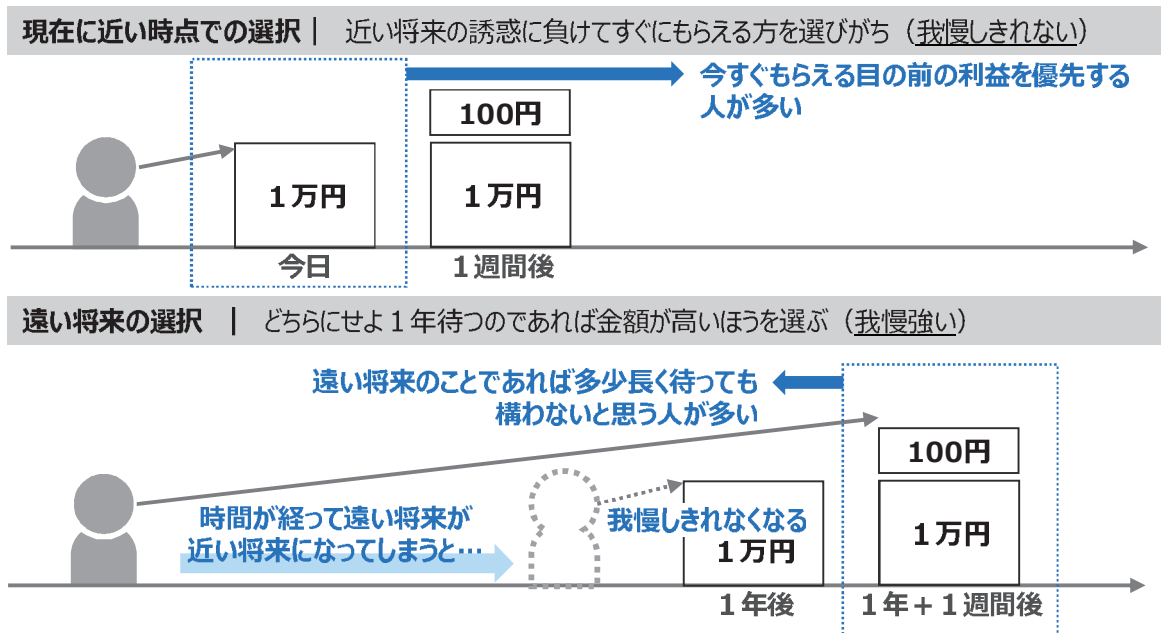 現在に近い時点での選択｜ 近い将来の誘惑に負けてすぐにもらえる方を選びがち（我慢しきれない）
今すぐもらえる目の前の利益を優先する
人が多い
100円
１万円
１万円
今日
１週間後
遠い将来の選択 ｜ どちらにせよ１年待つのであれば金額が高いほうを選ぶ（我慢強い）
遠い将来のことであれば多少長く待っても
構わないと思う人が多い
100円
時間が経って遠い将来が
近い将来になってしまうと…
我慢しきれなくなる
１万円
１万円
１年後
１年＋１週間後